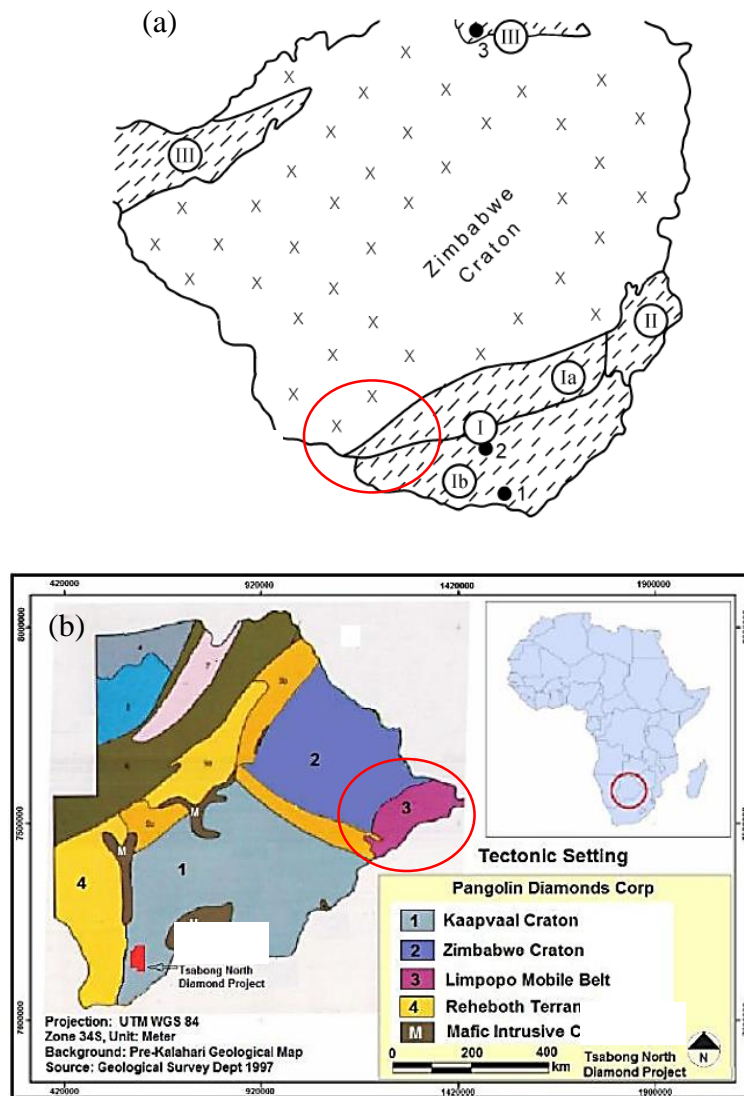 (a)
3
III
III
Zimbabwe
Craton
II
Ia
I
2
Ib
1
420000 920000 1420000 1900000
(b)
8000000
2
3
7500000
M
M
4
1
Tectonic Setting
Pangolin Diamonds Corp
1 Kaapvaal Craton
2 Zimbabwe Craton
3 Limpopo Mobile Belt
4 Reheboth Terran
M Mafic Intrusive C
Tsabong North
Diamond Project
Projection: UTM WGS 84
Zone 34S, Unit: Meter
Background: Pre-Kalahari Geological Map
Source: Geological Survey Dept 1997
0 200 400
km
Tsabong North
Diamond Project
N
420000 920000 1420000 1900000